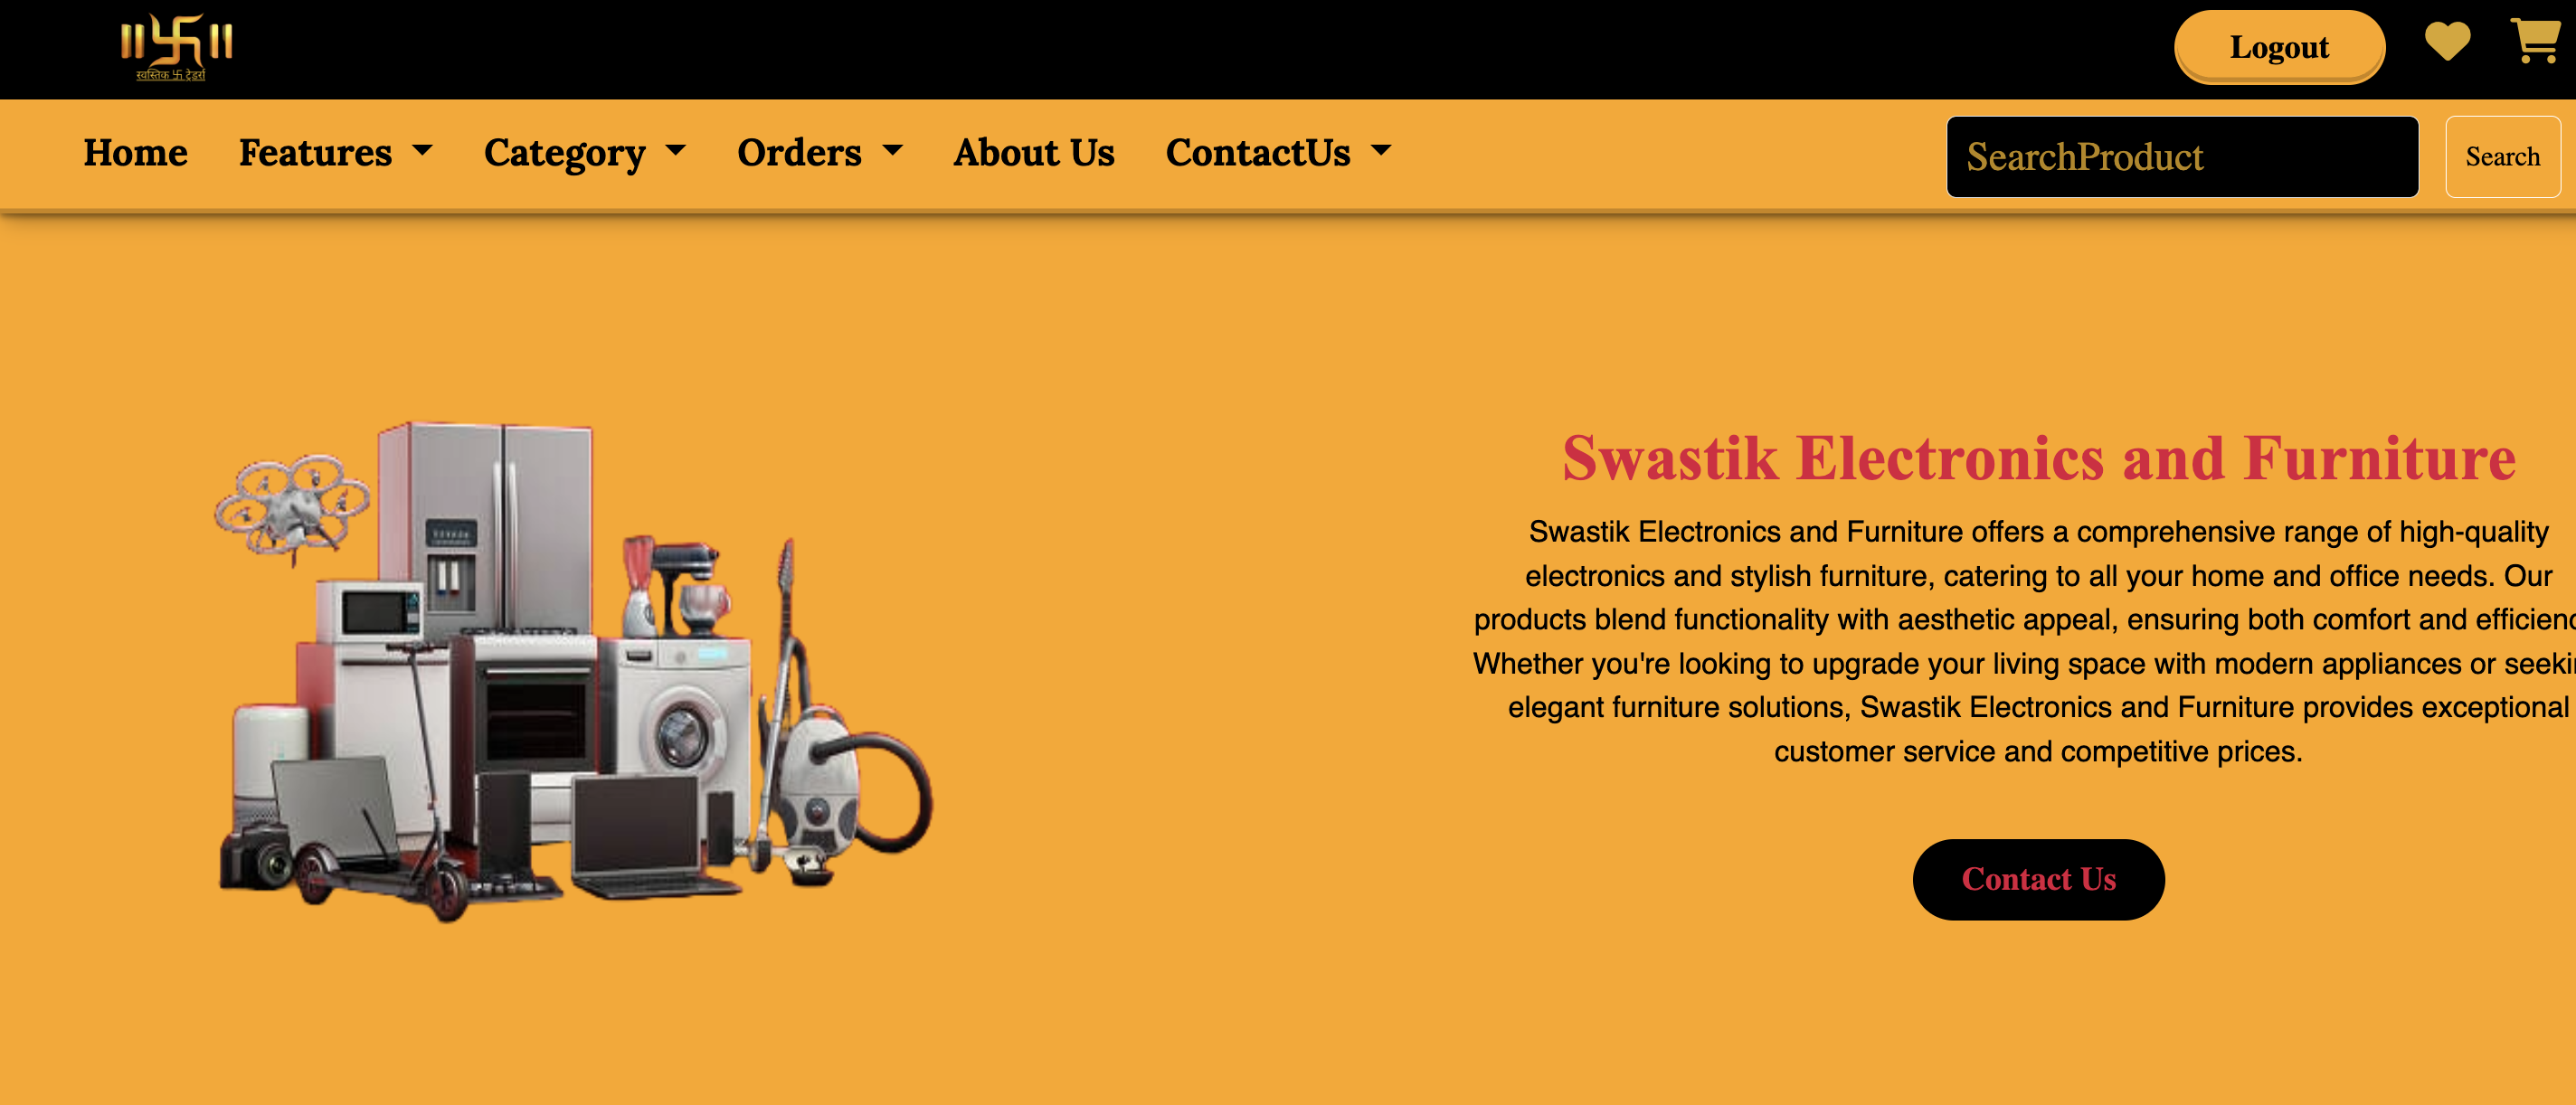 ॥卐॥
स्वस्तिक 卐 ट्रेडर्स
Logout
Home Features Category Orders About Us ContactUs
SearchProduct
Search
Swastik Electronics and Furniture
Swastik Electronics and Furniture offers a comprehensive range of high-quality
electronics and stylish furniture, catering to all your home and office needs. Our
products blend functionality with aesthetic appeal, ensuring both comfort and
Whether you're looking to upgrade your living space with modern appliances or
elegant furniture solutions, Swastik Electronics and Furniture provides exceptional
customer service and competitive prices.
Contact Us